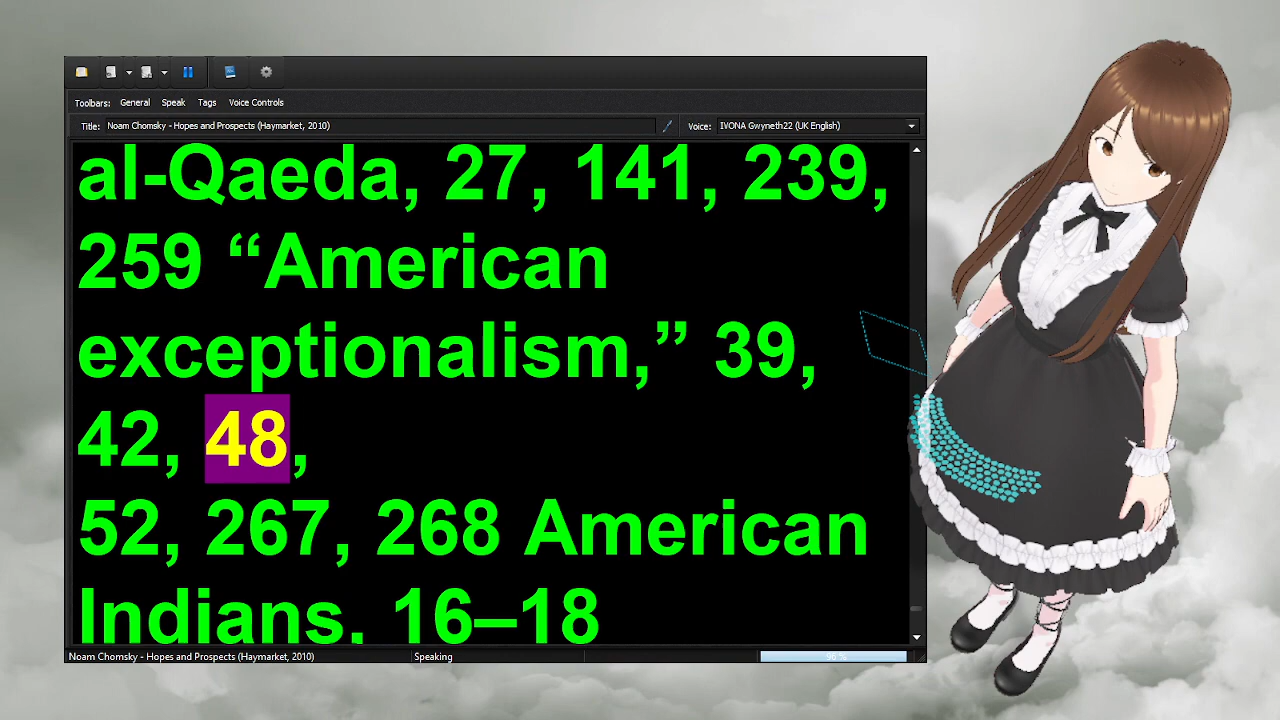 Toolbars: General Speak Tags Voice Controls
Title: Noam Chomsky - Hopes and Prospects (Haymarket, 2010) Voice: IVONA Gwyneth22 (UK English)
al-Qaeda, 27, 141, 239,
259 “American
exceptionalism,” 39,
42, 48,
52, 267, 268 American
Indians, 16–18
Noam Chomsky - Hopes and Prospects (Haymarket, 2010) Speaking 96 %